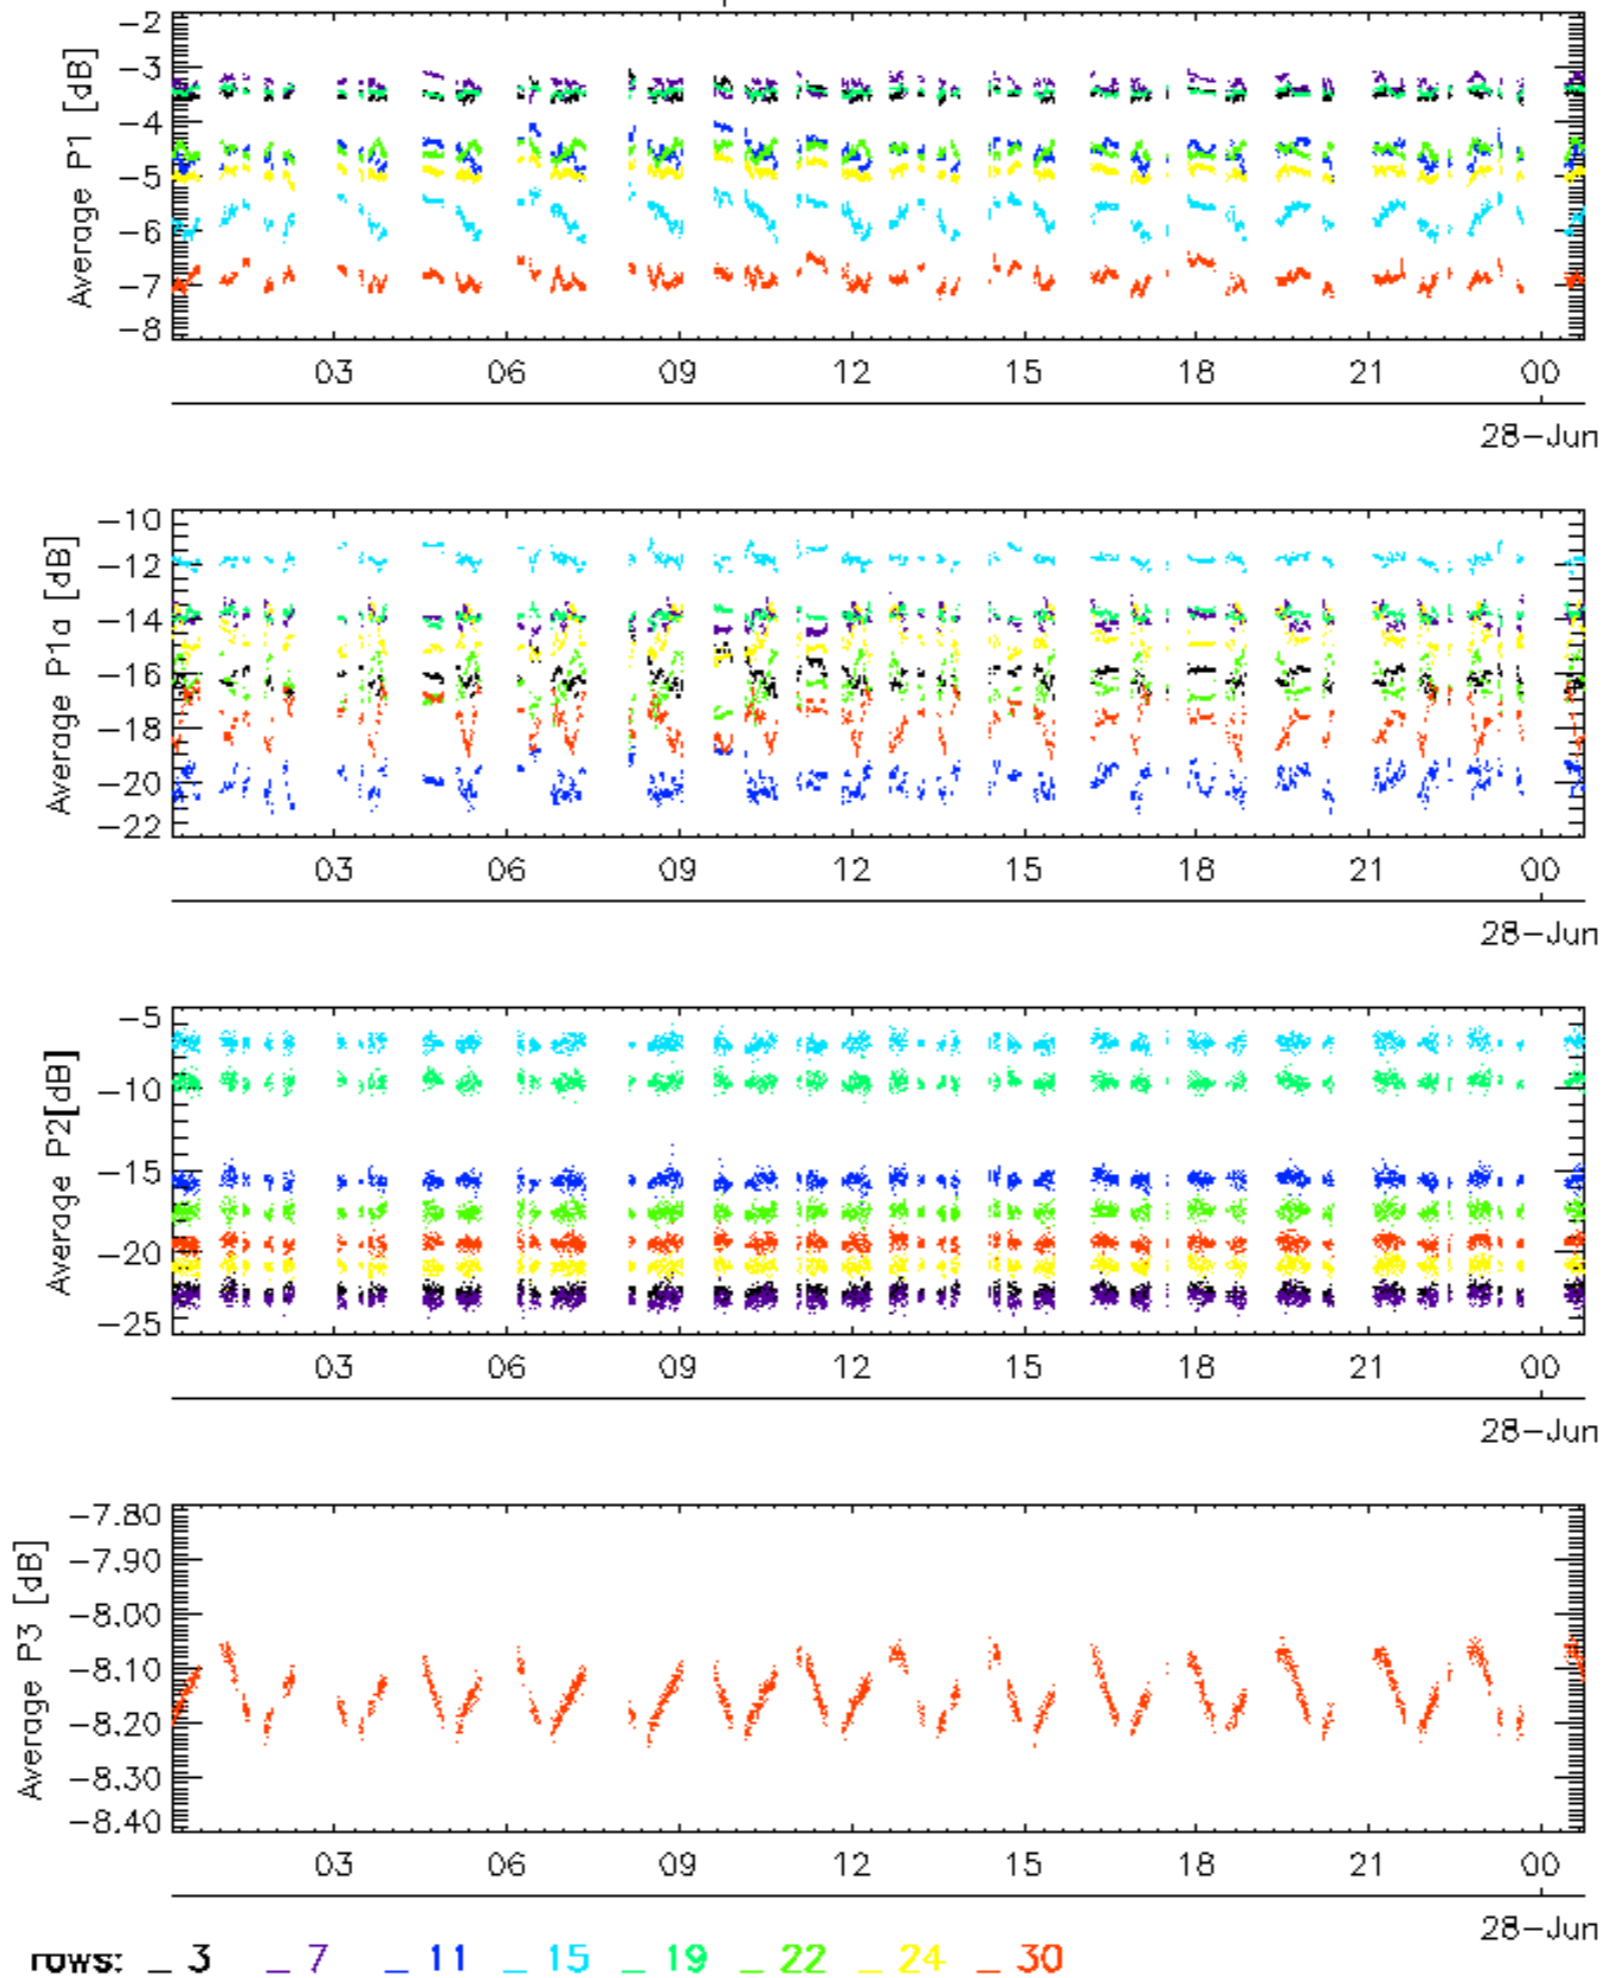 Average P1 [dB]
-2
-3
-4
-5
-6
-7
-8
03 06 09 12 15 18 21 00
28-Jun
Average P1a [dB]
-10
-12
-14
-16
-18
-20
-22
03 06 09 12 15 18 21 00
28-Jun
Average P2[dB]
-5
-10
-15
-20
-25
03 06 09 12 15 18 21 00
28-Jun
Average P3 [dB]
-7.80
-7.90
-8.00
-8.10
-8.20
-8.30
-8.40
03 06 09 12 15 18 21 00
28-Jun
rows: _ 3 _ 7 _ 11 _ 15 _ 19 _ 22 _ 24 _ 30